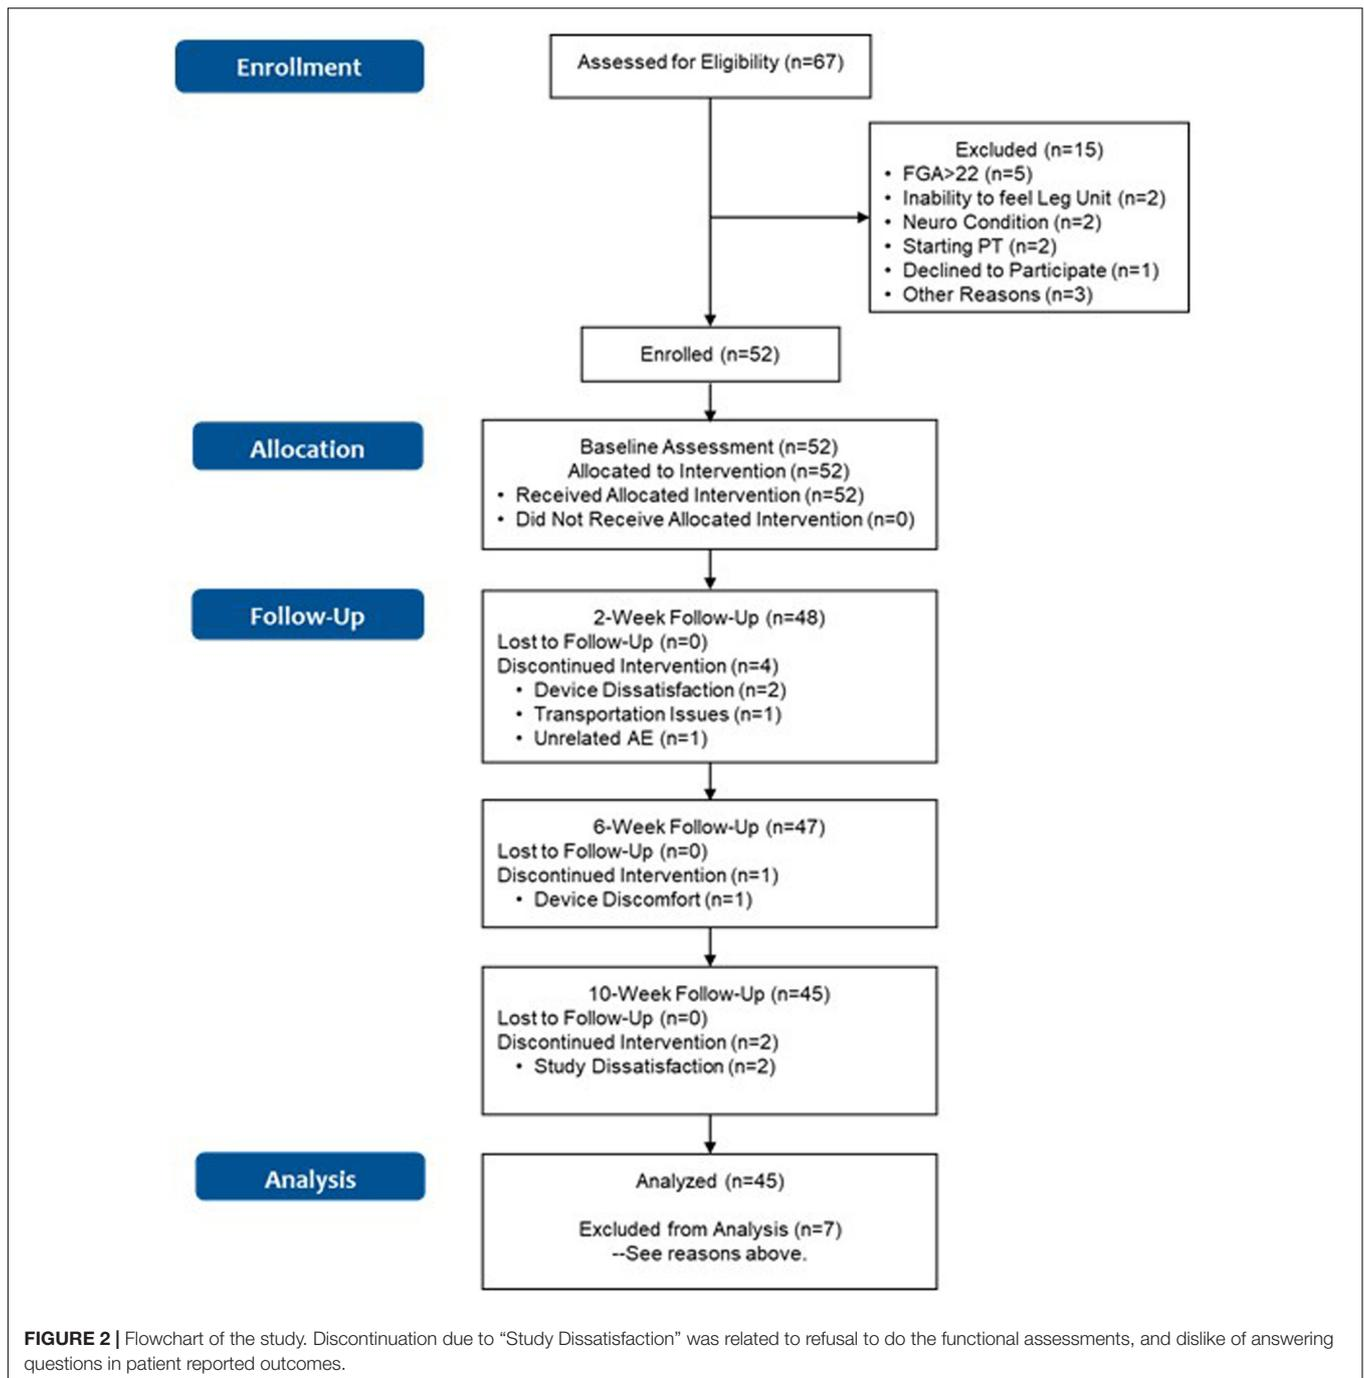 Enrollment
Assessed for Eligibility (n=67)
Excluded (n=15)
• FGA>22 (n=5)
• Inability to feel Leg Unit (n=2)
• Neuro Condition (n=2)
• Starting PT (n=2)
• Declined to Participate (n=1)
• Other Reasons (n=3)
Enrolled (n=52)
Allocation
Baseline Assessment (n=52)
Allocated to Intervention (n=52)
• Received Allocated Intervention (n=52)
• Did Not Receive Allocated Intervention (n=0)
Follow-Up
2-Week Follow-Up (n=48)
Lost to Follow-Up (n=0)
Discontinued Intervention (n=4)
• Device Dissatisfaction (n=2)
• Transportation Issues (n=1)
• Unrelated AE (n=1)
6-Week Follow-Up (n=47)
Lost to Follow-Up (n=0)
Discontinued Intervention (n=1)
• Device Discomfort (n=1)
10-Week Follow-Up (n=45)
Lost to Follow-Up (n=0)
Discontinued Intervention (n=2)
• Study Dissatisfaction (n=2)
Analysis
Analyzed (n=45)
Excluded from Analysis (n=7)
--See reasons above.
FIGURE 2 | Flowchart of the study. Discontinuation due to “Study Dissatisfaction” was related to refusal to do the functional assessments, and dislike of answering
questions in patient reported outcomes.